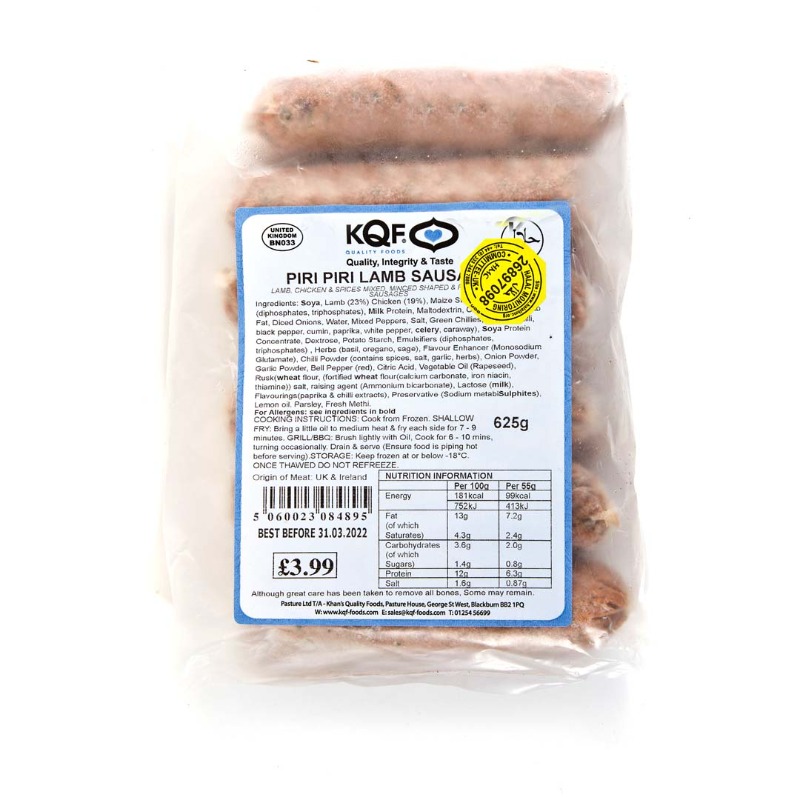 UNITED
KINGDOM
BN033
KQF
QUALITY FOODS
Quality, Integrity & Taste
PIRI PIRI LAMB SAUSA
LAMB, CHICKEN & SPICES MIXED, MINCED SHAPED &
SAUSAGES
Ingredients: Soya, Lamb (23%) Chicken (19%), Maize S
(diphosphates, triphosphates), Milk Protein, Maltodextrin,
Fat, Diced Onions, Water, Mixed Peppers, Salt, Green Chillies,
black pepper, cumin, paprika, white pepper, celery, caraway), Soya Protein
Concentrate, Dextrose, Potato Starch, Emulsifiers (diphosphates,
triphosphates) , Herbs (basil, oregano, sage), Flavour Enhancer (Monosodium
Glutamate), Chilli Powder (contains spices, salt, garlic, herbs), Onion Powder,
Garlic Powder, Bell Pepper (red), Citric Acid, Vegetable Oil (Rapeseed),
Rusk(wheat flour, (fortified wheat flour(calcium carbonate, iron niacin,
thiamine)) salt, raising agent (Ammonium bicarbonate), Lactose (milk),
Flavourings(paprika & chilli extracts), Preservative (Sodium metabiSulphites),
Lemon oil. Parsley, Fresh Methi.
For Allergens: see ingredients in bold
COOKING INSTRUCTIONS: Cook from Frozen. SHALLOW
FRY: Bring a little oil to medium heat & fry each side for 7 - 9
minutes. GRILL/BBQ: Brush lightly with Oil, Cook for 6 - 10 mins,
turning occasionally. Drain & serve (Ensure food is piping hot
before serving).STORAGE: Keep frozen at or below -18°C.
ONCE THAWED DO NOT REFREEZE.
625g
HALAL MONITORING
COMMITTEE-UK
HMC
26897098
Origin of Meat: UK & Ireland
5 060023 084895
BEST BEFORE 31.03.2022
£3.99
NUTRITION INFORMATION
Per 100g Per 55g
Energy 181kcal 99kcal
752kJ 413kJ
Fat 13g 7.2g
(of which
Saturates) 4.3g 2.4g
Carbohydrates 3.6g 2.0g
(of which
Sugars) 1.4g 0.8g
Protein 12g 6.3g
Salt 1.6g 0.87g
Although great care has been taken to remove all bones, Some may remain.
Pasture Ltd T/A - Khan's Quality Foods, Pasture House, George St West, Blackburn BB2 1PQ
W: www.kqf-foods.com E:sales@kqf-foods.com T: 01254 56699